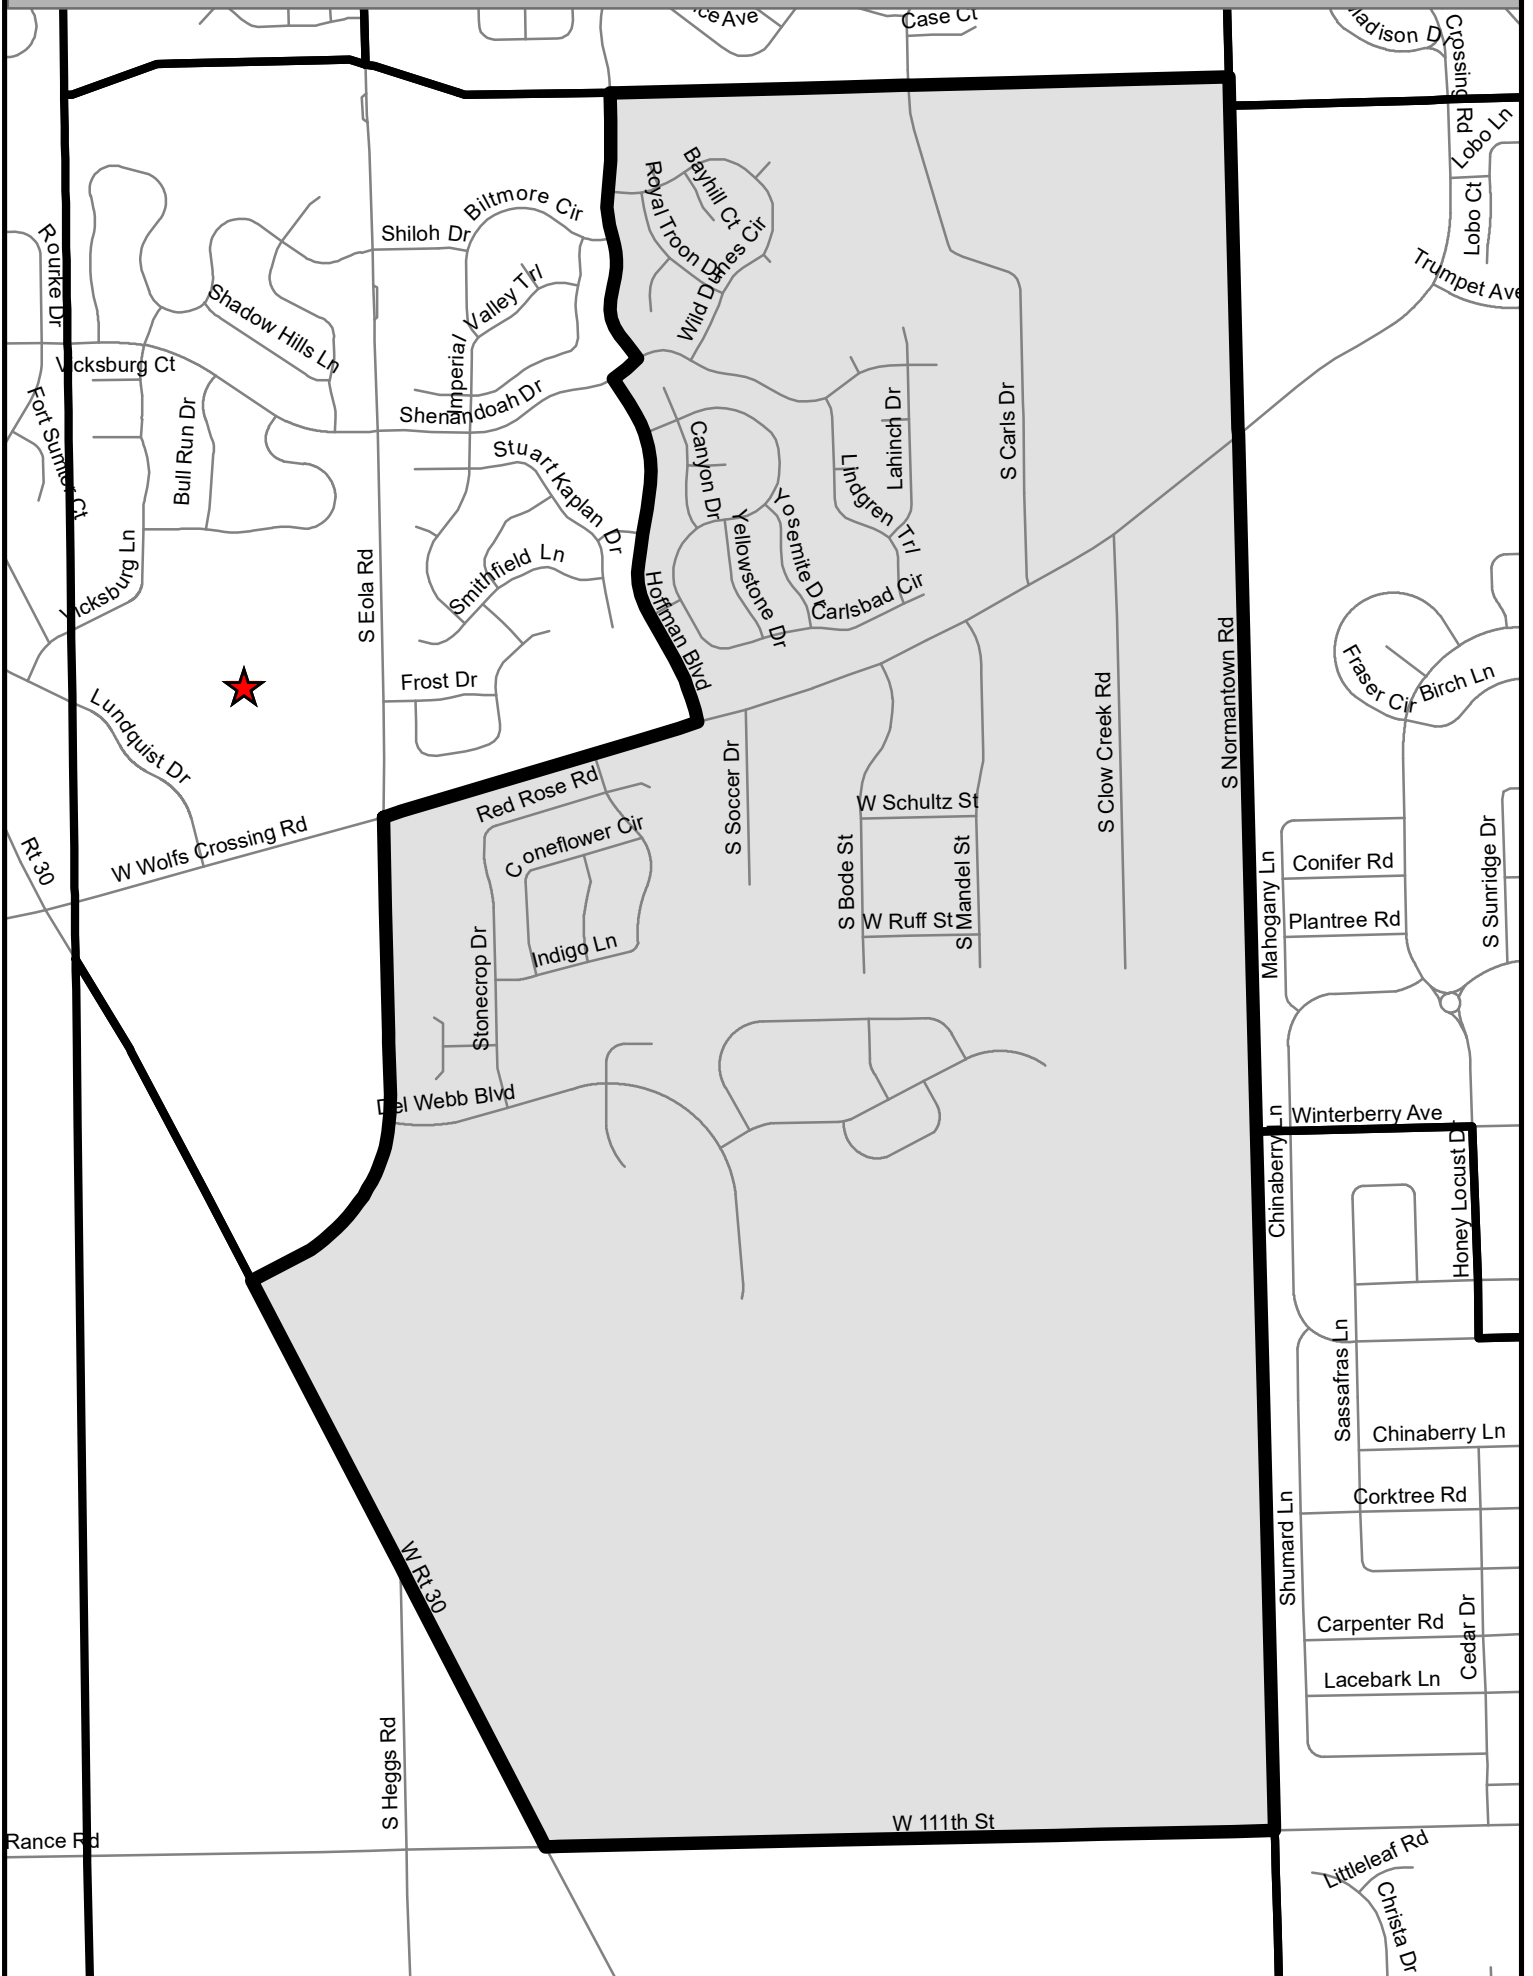 Case Ct
Madison Dr
Crossing Rd
Lobo Ln
Lobo Ct
Trumpet Ave
Bayhill Ct
Royal Troon Dr
Wild Dunes Cir
Biltmore Cir
Shiloh Dr
Rourke Dr
Valley Trl
Imperial
Shadow Hills Ln
Vicksburg Ct
Shenandoah Dr
Fort Sumter Ct
Bull Run Dr
S Carls Dr
Lahinch Dr
Canyon Dr
Stuart Kaplan Dr
Lindgren Trl
Yosemite Dr
Yellowstone Dr
Vicksburg Ln
S Eola Rd
Smithfield Ln
Hoffman Blvd
Carlsbad Cir
S Normantown Rd
Fraser Cir
Birch Ln
Frost Dr
S Clow Creek Rd
Lundquist Dr
Red Rose Rd
S Soccer Dr
W Schultz St
Coneflower Cir
W Wolfs Crossing Rd
Rt 30
S Bode St
S Mandel St
W Ruff St
Mahogany Ln
Conifer Rd
S Sunridge Dr
Plantree Rd
Indigo Ln
Stonecrop Dr
Del Webb Blvd
Winterberry Ave
Chinaberry Ln
Honey Locust Dr
Sassafras Ln
Chinaberry Ln
Corktree Rd
Shumard Ln
W Rt 30
Carpenter Rd
Cedar Dr
Lacebark Ln
S Heggs Rd
W 111th St
Rance Rd
Littleleaf Rd
Christa Dr